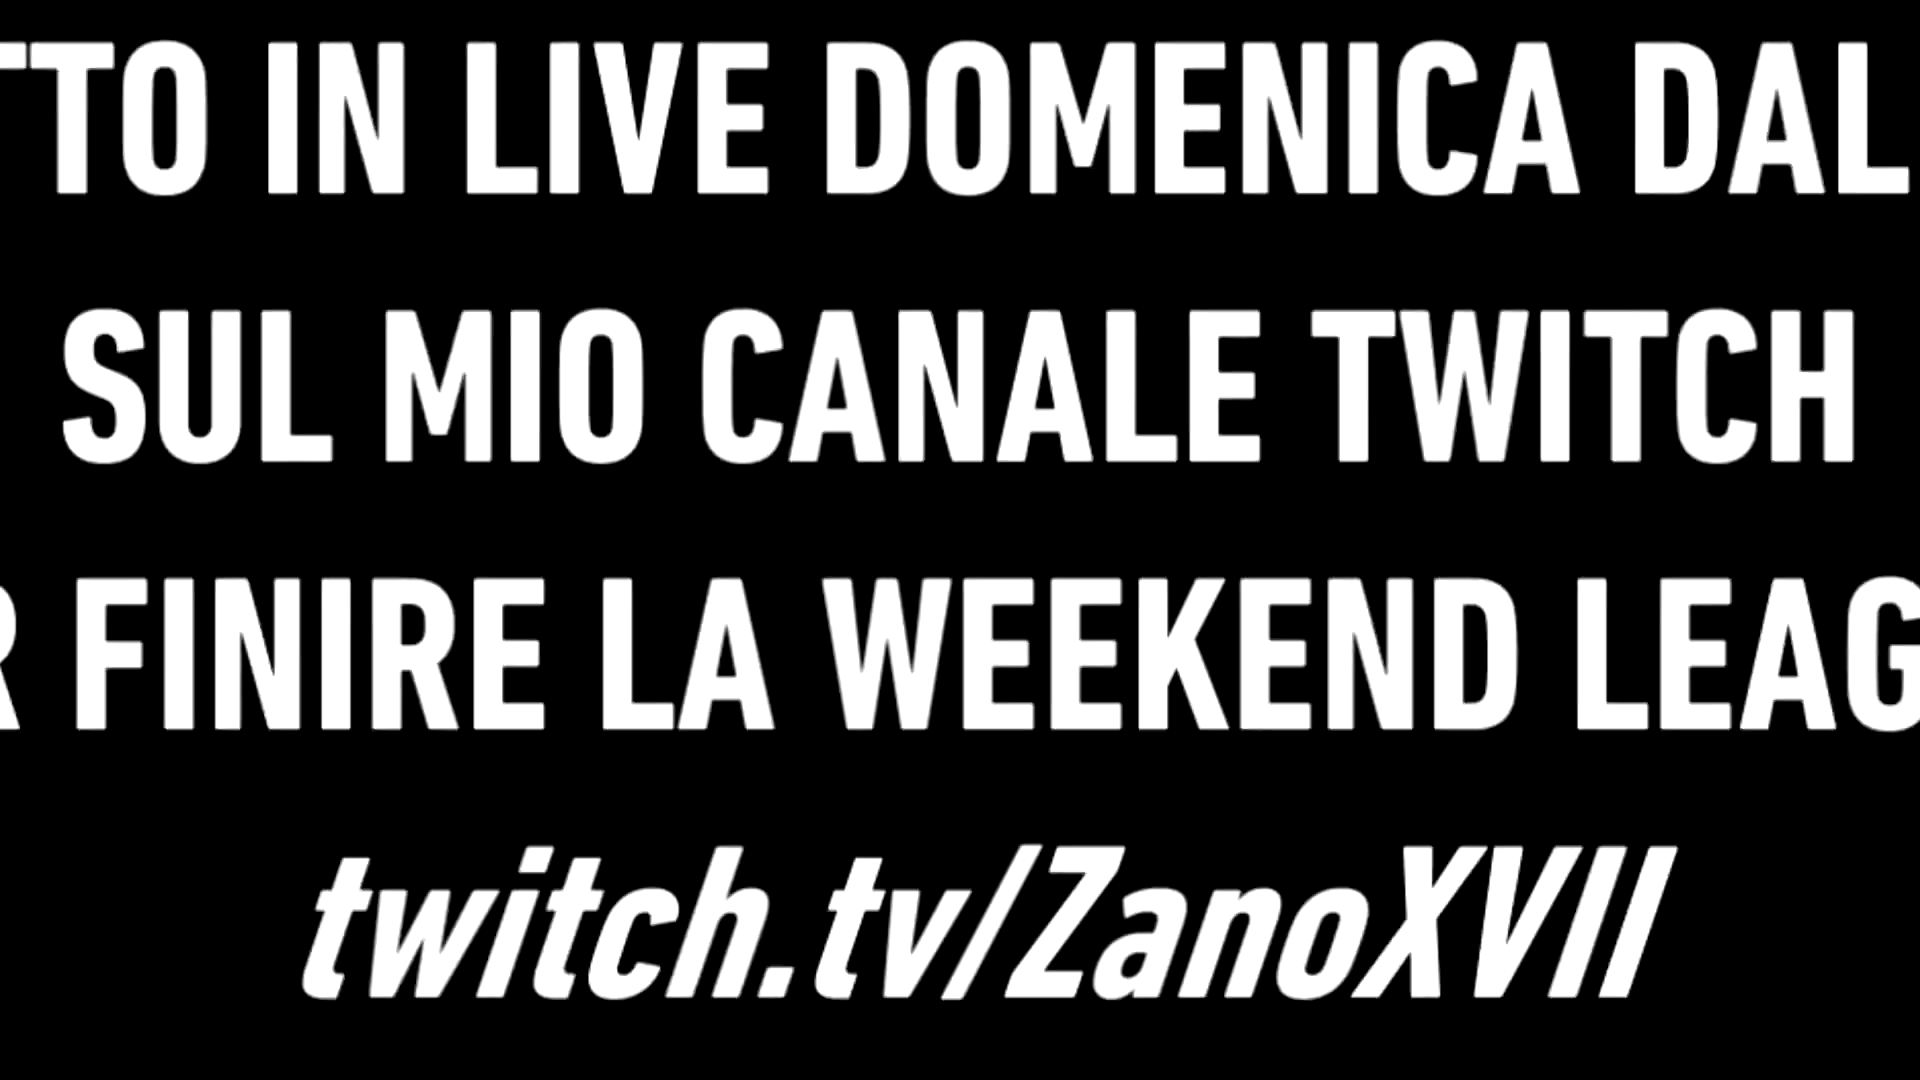 TTO IN LIVE DOMENICA DAL
SUL MIO CANALE TWITCH
R FINIRE LA WEEKEND LEAG
twitch.tv/ZanoXVII